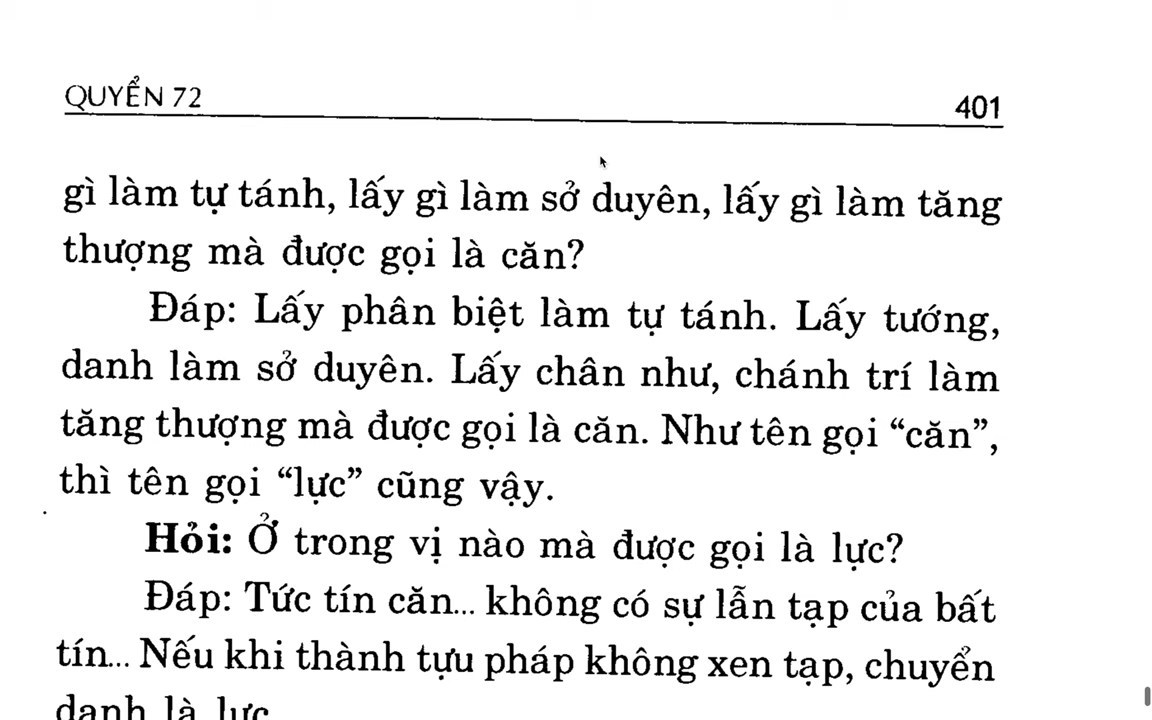 QUYỂN 72
401
gì làm tự tánh, lấy gì làm sở duyên, lấy gì làm tăng
thượng mà được gọi là căn?
Đáp: Lấy phân biệt làm tự tánh. Lấy tướng,
danh làm sở duyên. Lấy chân như, chánh trí làm
tăng thượng mà được gọi là căn. Như tên gọi “căn”,
thì tên gọi “lực” cũng vậy.
Hỏi: Ở trong vị nào mà được gọi là lực?
Đáp: Tức tín căn... không có sự lẫn tạp của bất
tín... Nếu khi thành tựu pháp không xen tạp, chuyển
danh là lực